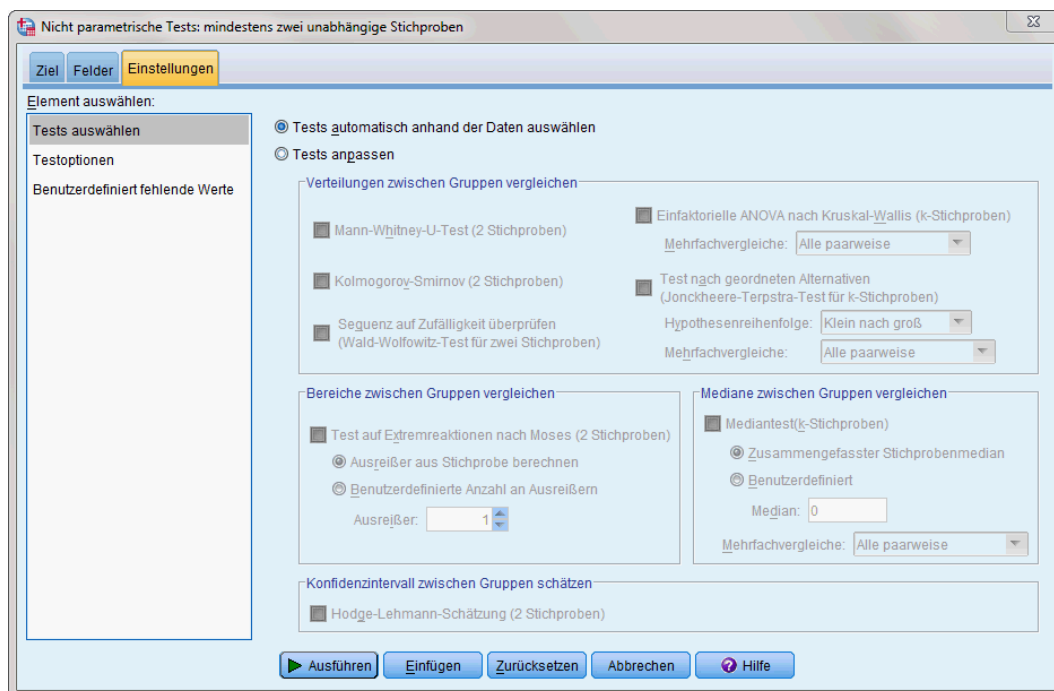 Nicht parametrische Tests: mindestens zwei unabhängige Stichproben
Ziel Felder Einstellungen
Element auswählen:
Tests auswählen
Testoptionen
Benutzerdefiniert fehlende Werte
Tests automatisch anhand der Daten auswählen
Tests anpassen
Verteilungen zwischen Gruppen vergleichen
Mann-Whitney-U-Test (2 Stichproben)
Kolmogorov-Smirnov (2 Stichproben)
Sequenz auf Zufälligkeit überprüfen
(Wald-Wolfowitz-Test für zwei Stichproben)
Einfaktorielle ANOVA nach Kruskal-Wallis (k-Stichproben)
Mehrfachvergleiche: Alle paarweise
Test nach geordneten Alternativen
(Jonckheere-Terpstra-Test für k-Stichproben)
Hypothesenreihenfolge: Klein nach groß
Mehrfachvergleiche: Alle paarweise
Bereiche zwischen Gruppen vergleichen
Test auf Extremreaktionen nach Moses (2 Stichproben)
Ausreißer aus Stichprobe berechnen
Benutzerdefinierte Anzahl an Ausreißern
Ausreißer: 1
Mediane zwischen Gruppen vergleichen
Mediantest(k-Stichproben)
Zusammengefasster Stichprobenmedian
Benutzerdefiniert
Median: 0
Mehrfachvergleiche: Alle paarweise
Konfidenzintervall zwischen Gruppen schätzen
Hodge-Lehmann-Schätzung (2 Stichproben)
Ausführen Einfügen Zurücksetzen Abbrechen Hilfe